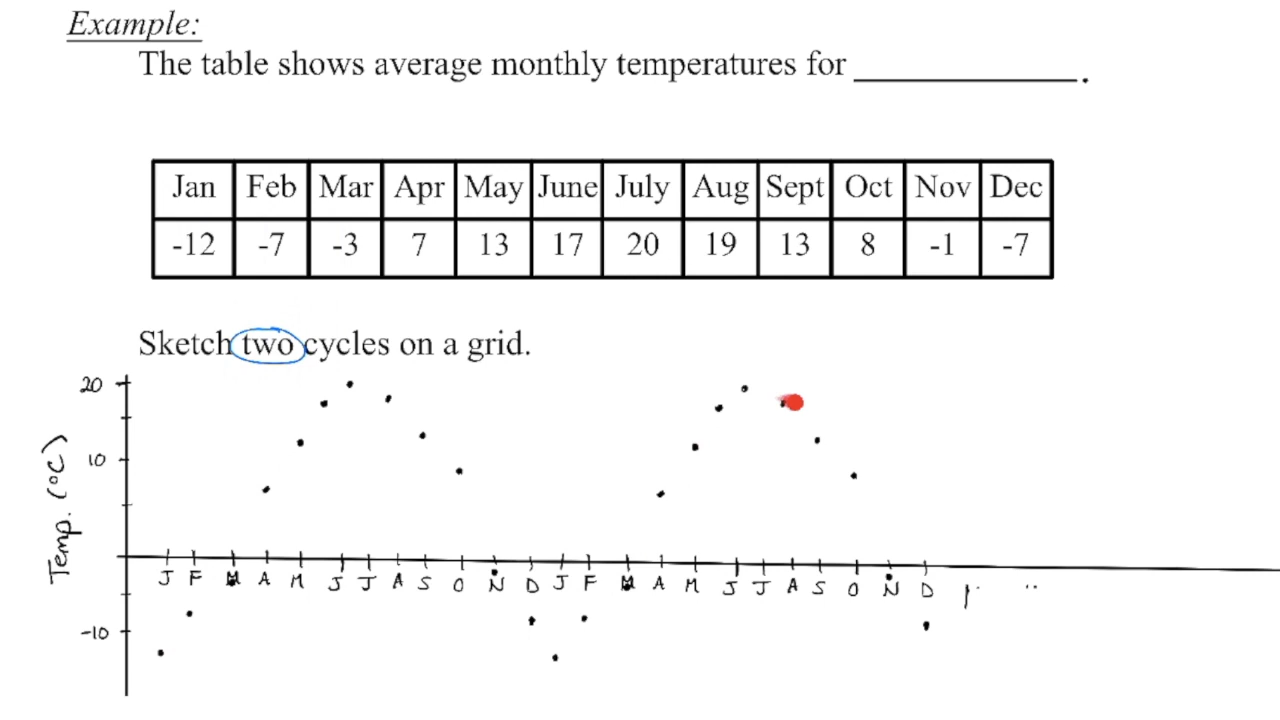 Example:
The table shows average monthly temperatures for ____________.
Jan Feb Mar Apr May June July Aug Sept Oct Nov Dec
-12 -7 -3 7 13 17 20 19 13 8 -1 -7
Sketch two cycles on a grid.
20
10
Temp. (°C)
J F M A M J J A S O N D J F M A M J J A S O N D
-10